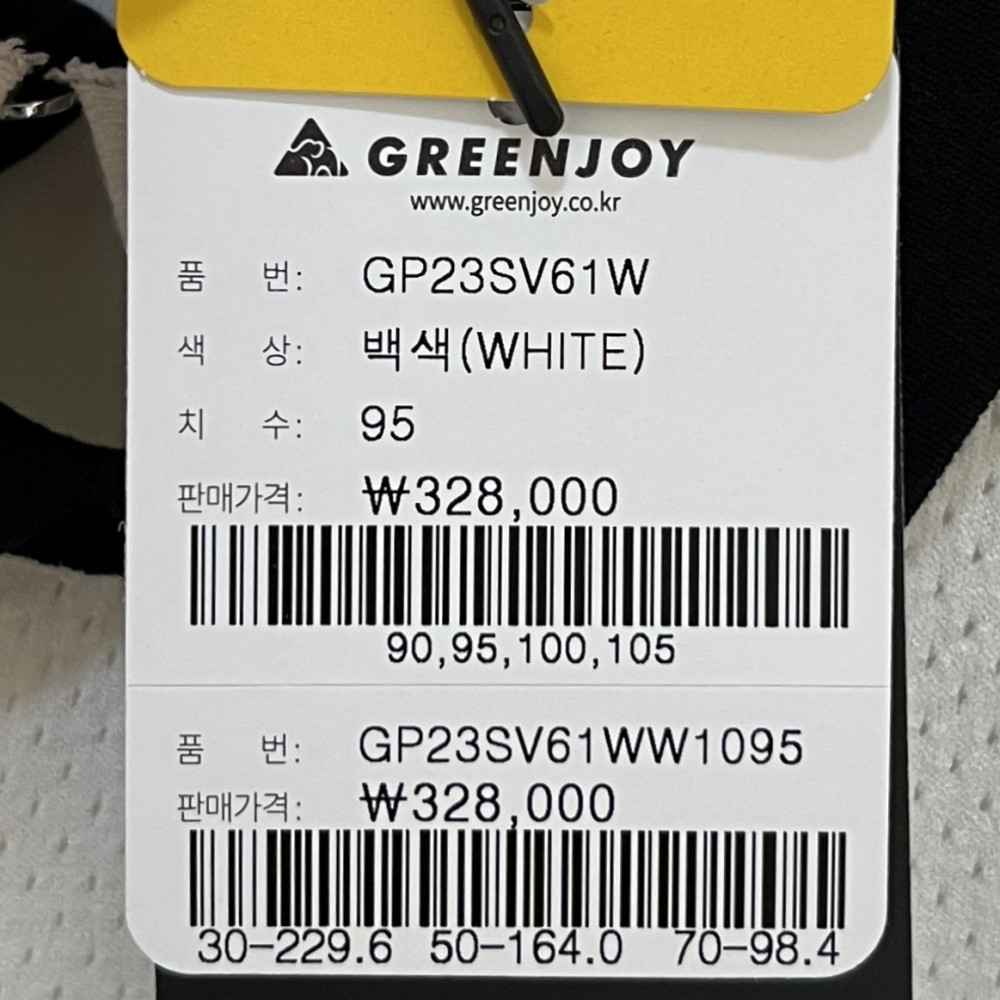 GREENJOY
www.greenjoy.co.kr
품 번: GP23SV61W
색 상: 백색(WHITE)
치 수: 95
판매가격: ₩328,000
90,95,100,105
품 번: GP23SV61WW1095
판매가격: ₩328,000
30-229.6 50-164.0 70-98.4